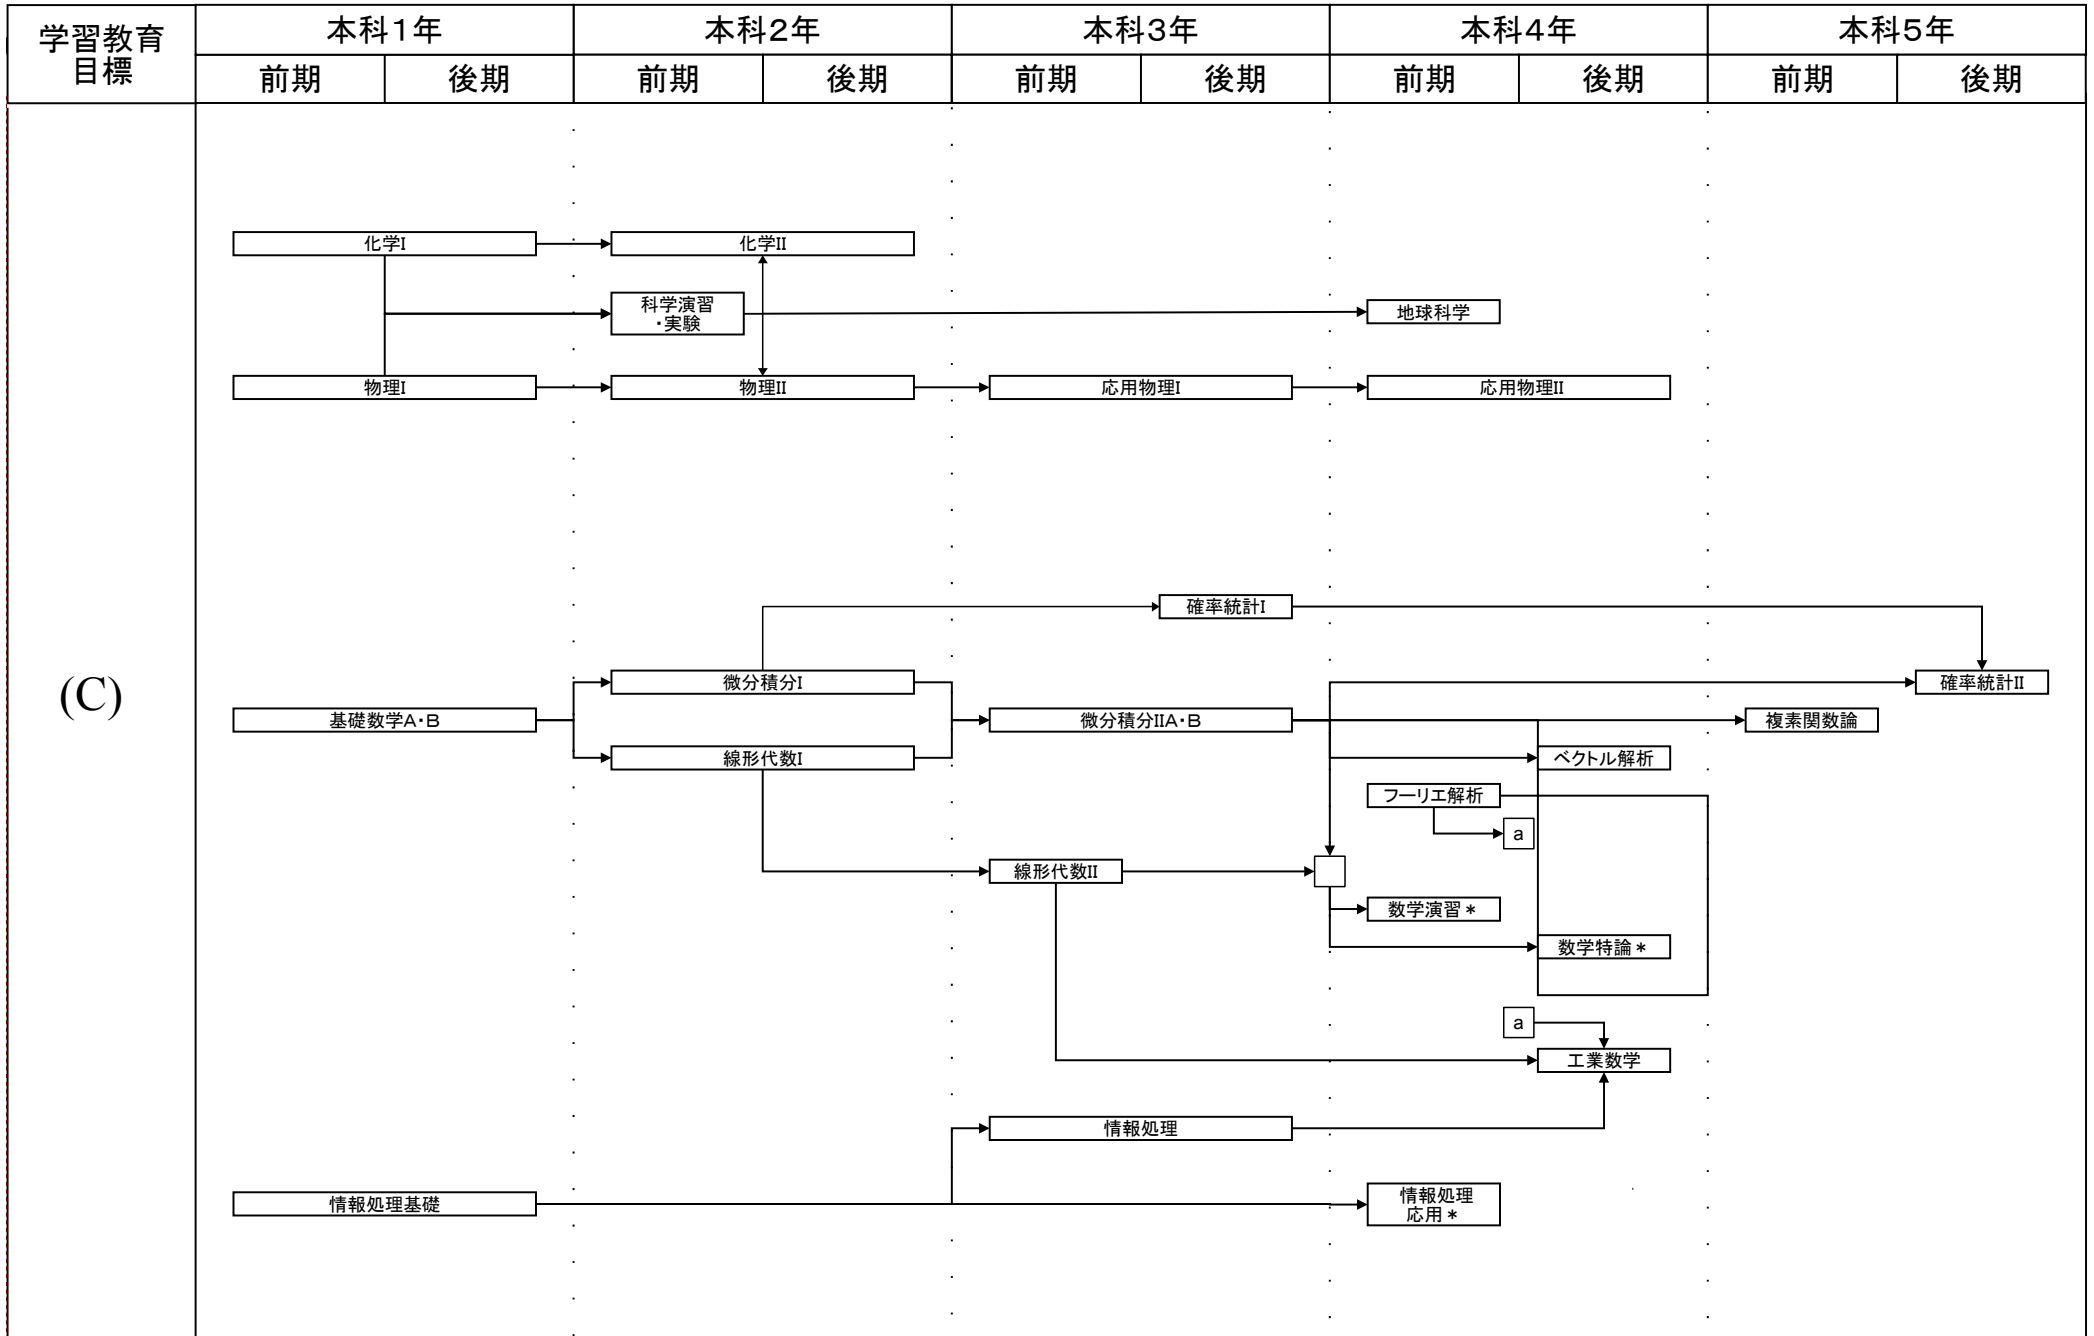 学習教育
目標
本科1年
本科2年
本科3年
本科4年
本科5年
前期
後期
前期
後期
前期
後期
前期
後期
前期
後期
(C)
化学I
化学II
科学演習
・実験
地球科学
物理I
物理II
応用物理I
応用物理II
確率統計I
微分積分I
確率統計II
基礎数学A・B
微分積分IIA・B
複素関数論
線形代数I
ベクトル解析
フーリエ解析
a
線形代数II
数学演習*
数学特論*
a
工業数学
情報処理
情報処理基礎
情報処理
応用*